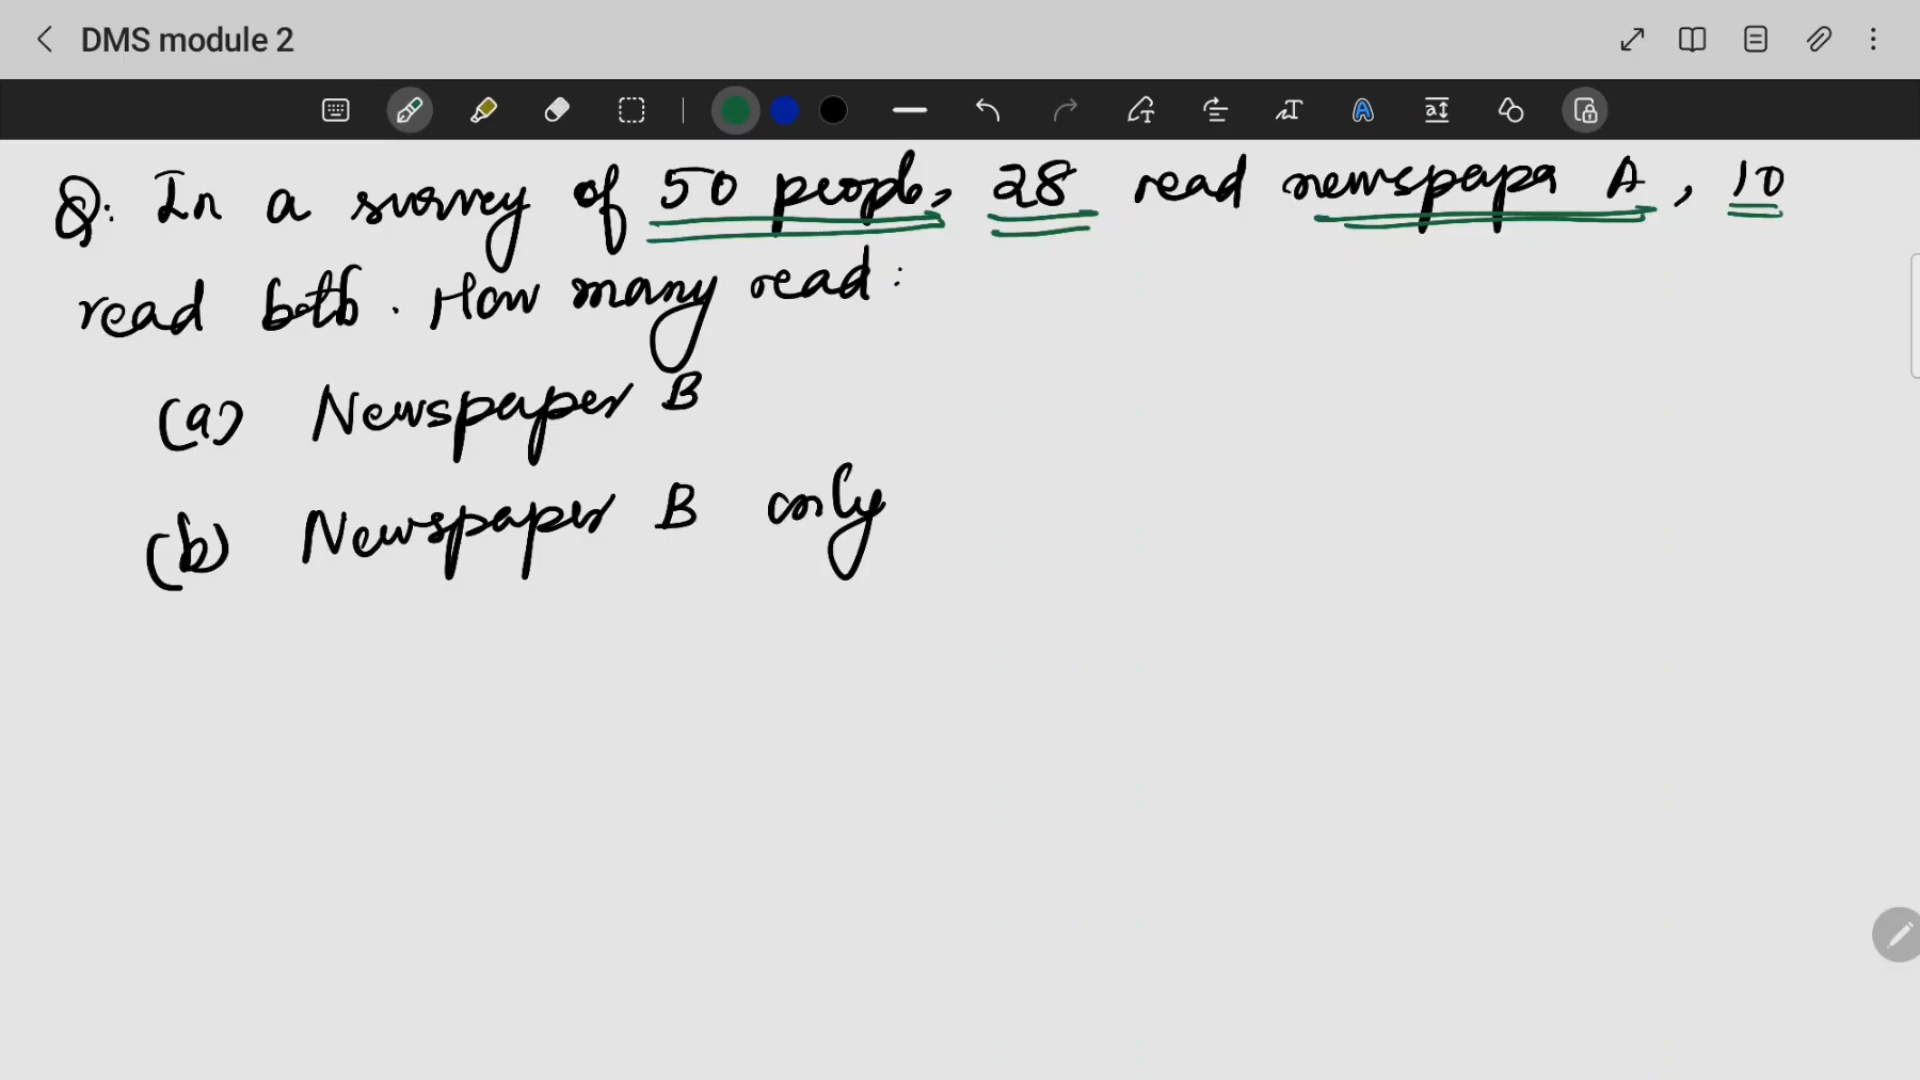 DMS module 2
Q: In a survey of 50 people, 28 read newspaper A, 10
read both. How many read:
(a) Newspaper B
(b) Newspaper B only